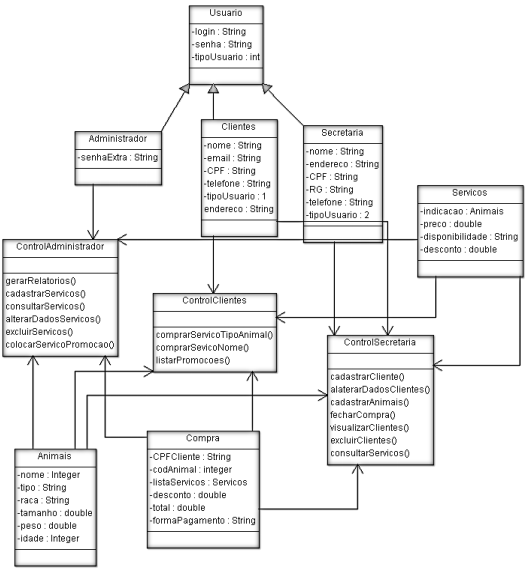 Usuario
-login : String
-senha : String
-tipoUsuario : int
Administrador
-senhaExtra : String
Clientes
-nome : String
-email : String
-CPF : String
-telefone : String
-tipoUsuario : 1
endereco : String
Secretaria
-nome : String
-endereco : String
-CPF : String
-RG : String
-telefone : String
-tipoUsuario : 2
Servicos
-indicacao : Animais
-preco : double
-disponibilidade : String
-desconto : double
ControlAdministrador
gerarRelatorios()
cadastrarServicos()
consultarServicos()
alterarDadosServicos()
excluirServicos()
colocarServicoPromocao()
ControlClientes
comprarServicoTipoAnimal()
comprarSevicoNome()
listarPromocoes()
ControlSecretaria
cadastrarCliente()
alaterarDadosClientes()
cadastrarAnimais()
fecharCompra()
visualizarClientes()
excluirClientes()
consultarServicos()
Animais
-nome : Integer
-tipo : String
-raca : String
-tamanho : double
-peso : double
-idade : Integer
Compra
-CPFCliente : String
-codAnimal : integer
-listaServicos : Servicos
-desconto : double
-total : double
-formaPagamento : String